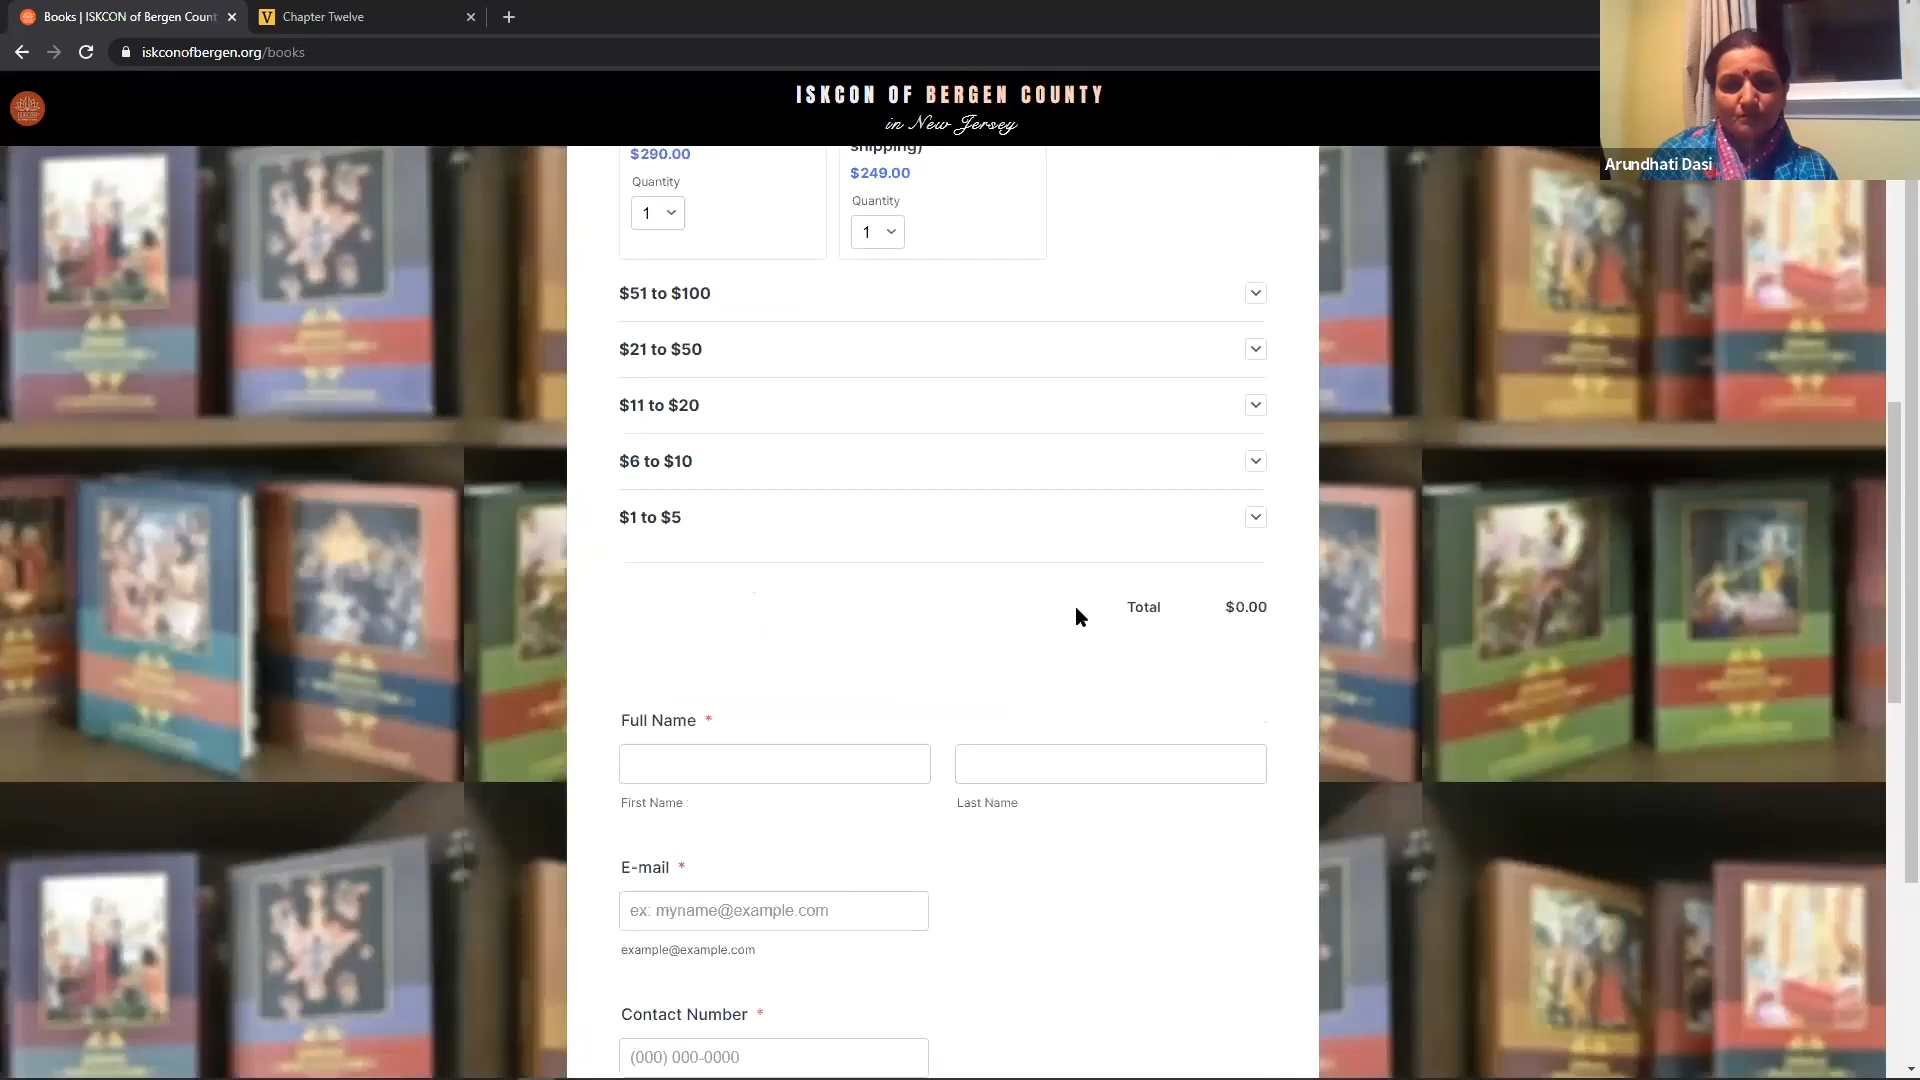 Books | ISKCON of Bergen Count
Chapter Twelve
iskconofbergen.org/books
ISKCON OF BERGEN COUNTY
in New Jersey
Arundhati Dasi
$290.00
Quantity
1
shipping)
$249.00
Quantity
1
$51 to $100
$21 to $50
$11 to $20
$6 to $10
$1 to $5
Total $0.00
Full Name *
First Name
Last Name
E-mail *
ex: myname@example.com
example@example.com
Contact Number *
(000) 000-0000